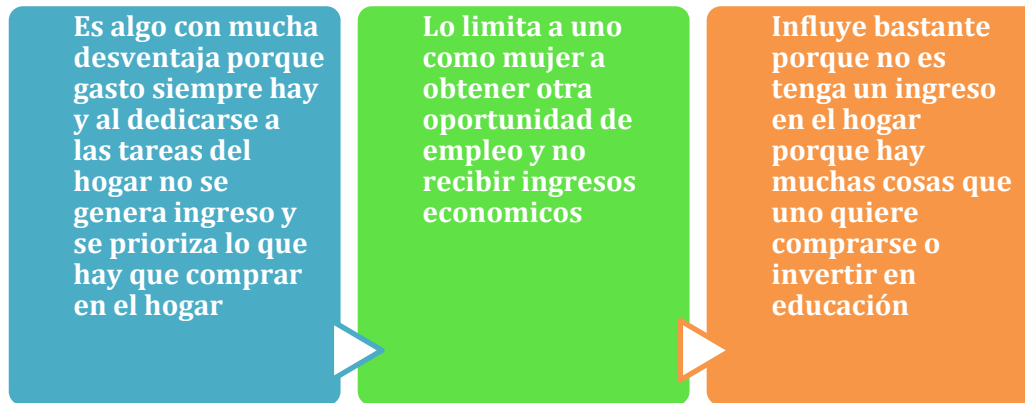 Es algo con mucha
desventaja porque
gasto siempre hay
y al dedicarse a
las tareas del
hogar no se
genera ingreso y
se prioriza lo que
hay que comprar
en el hogar
Lo limita a uno
como mujer a
obtener otra
oportunidad de
empleo y no
recibir ingresos
economicos
Influye bastante
porque no es
tenga un ingreso
en el hogar
porque hay
muchas cosas que
uno quiere
comprarse o
invertir en
educación